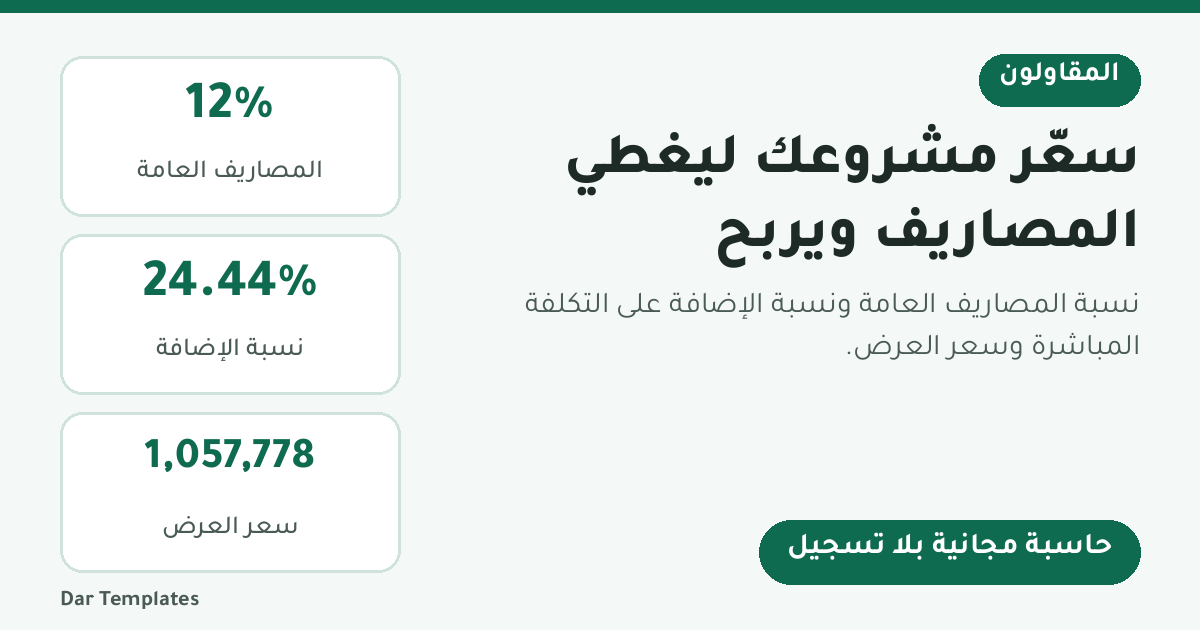 المقاولون
سعّر مشروعك ليغطي
المصاريف ويربح
نسبة المصاريف العامة ونسبة الإضافة على التكلفة
المباشرة وسعر العرض.
حاسبة مجانية بلا تسجيل
12%
المصاريف العامة
24.44%
نسبة الإضافة
1,057,778
سعر العرض
Dar Templates